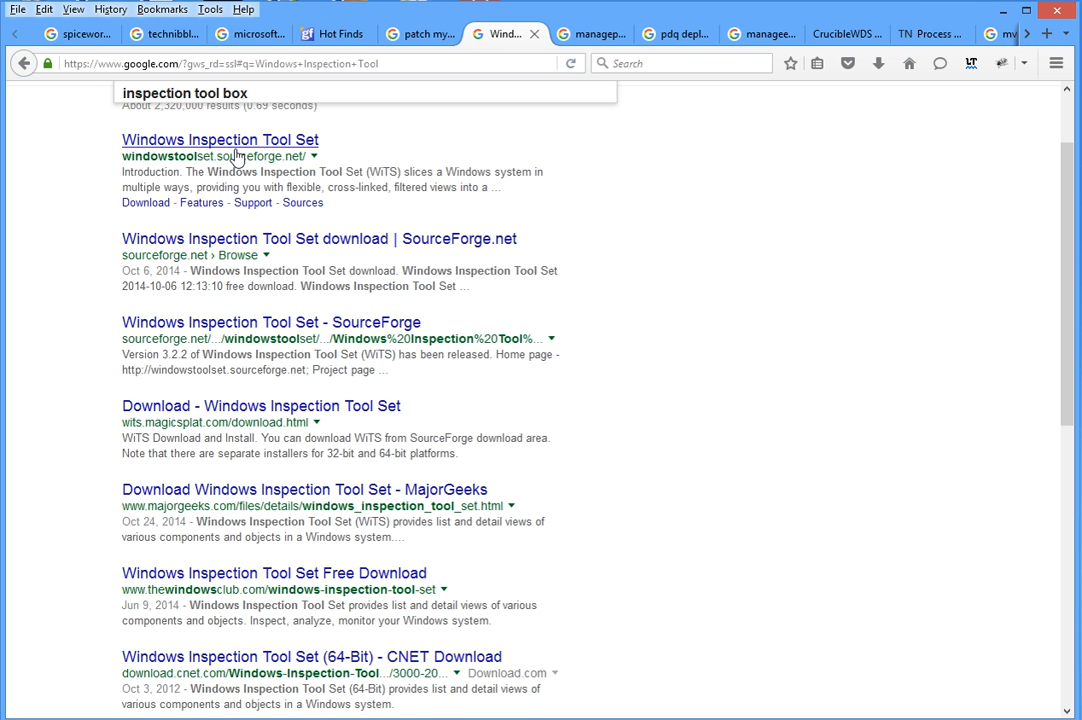 File Edit View History Bookmarks Tools Help
spicewor... technibbl... microsoft... Hot Finds patch my... Wind... managep... pdq depl... manageе... CrucibleWDS ... TN Process ... my
https://www.google.com/?gws_rd=ssl#q=Windows+Inspection+Tool
Search
LT
inspection tool box
About 2,320,000 results (0.69 seconds)
Windows Inspection Tool Set
windowstoolset.sourceforge.net/
Introduction. The Windows Inspection Tool Set (WiTS) slices a Windows system in
multiple ways, providing you with flexible, cross-linked, filtered views into a ...
Download - Features - Support - Sources
Windows Inspection Tool Set download | SourceForge.net
sourceforge.net › Browse
Oct 6, 2014 - Windows Inspection Tool Set download. Windows Inspection Tool Set
2014-10-06 12:13:10 free download. Windows Inspection Tool Set ...
Windows Inspection Tool Set - SourceForge
sourceforge.net/.../windowstoolset/.../Windows%20Inspection%20Tool%...
Version 3.2.2 of Windows Inspection Tool Set (WiTS) has been released. Home page -
http://windowstoolset.sourceforge.net; Project page ...
Download - Windows Inspection Tool Set
wits.magicsplat.com/download.html
WiTS Download and Install. You can download WiTS from SourceForge download area.
Note that there are separate installers for 32-bit and 64-bit platforms.
Download Windows Inspection Tool Set - MajorGeeks
www.majorgeeks.com/files/details/windows_inspection_tool_set.html
Oct 24, 2014 - Windows Inspection Tool Set (WiTS) provides list and detail views of
various components and objects in a Windows system....
Windows Inspection Tool Set Free Download
www.thewindowsclub.com/windows-inspection-tool-set
Jun 9, 2014 - Windows Inspection Tool Set provides list and detail views of various
components and objects. Inspect, analyze, monitor your Windows system.
Windows Inspection Tool Set (64-Bit) - CNET Download
download.cnet.com/Windows-Inspection-Tool.../3000-20... Download.com
Oct 3, 2012 - Windows Inspection Tool Set (64-Bit) provides list and detail views of
various components and objects in a Windows system.